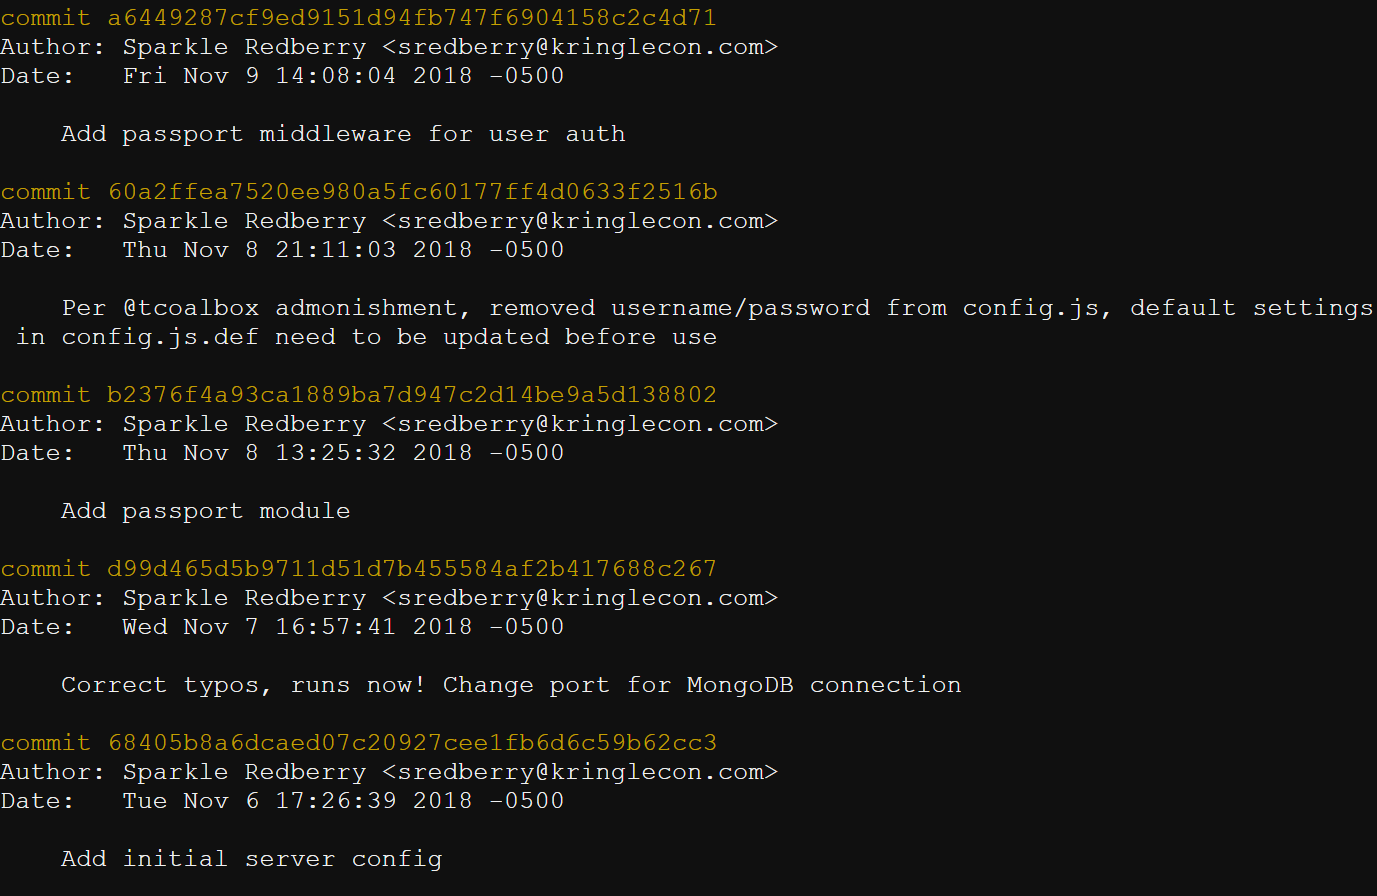 commit a6449287cf9ed9151d94fb747f6904158c2c4d71
Author: Sparkle Redberry <sredberry@kringlecon.com>
Date:   Fri Nov 9 14:08:04 2018 -0500
    Add passport middleware for user auth
commit 60a2ffea7520ee980a5fc60177ff4d0633f2516b
Author: Sparkle Redberry <sredberry@kringlecon.com>
Date:   Thu Nov 8 21:11:03 2018 -0500
    Per @tcoalbox admonishment, removed username/password from config.js, default settings
 in config.js.def need to be updated before use
commit b2376f4a93ca1889ba7d947c2d14be9a5d138802
Author: Sparkle Redberry <sredberry@kringlecon.com>
Date:   Thu Nov 8 13:25:32 2018 -0500
    Add passport module
commit d99d465d5b9711d51d7b455584af2b417688c267
Author: Sparkle Redberry <sredberry@kringlecon.com>
Date:   Wed Nov 7 16:57:41 2018 -0500
    Correct typos, runs now! Change port for MongoDB connection
commit 68405b8a6dcaed07c20927cee1fb6d6c59b62cc3
Author: Sparkle Redberry <sredberry@kringlecon.com>
Date:   Tue Nov 6 17:26:39 2018 -0500
    Add initial server config